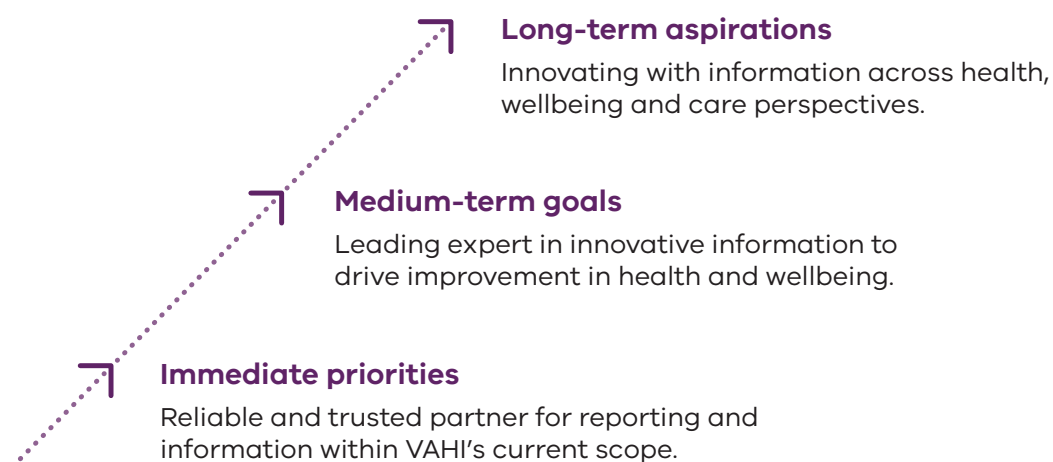 Long-term aspirations
Innovating with information across health,
wellbeing and care perspectives.
Medium-term goals
Leading expert in innovative information to
drive improvement in health and wellbeing.
Immediate priorities
Reliable and trusted partner for reporting and
information within VAHI's current scope.